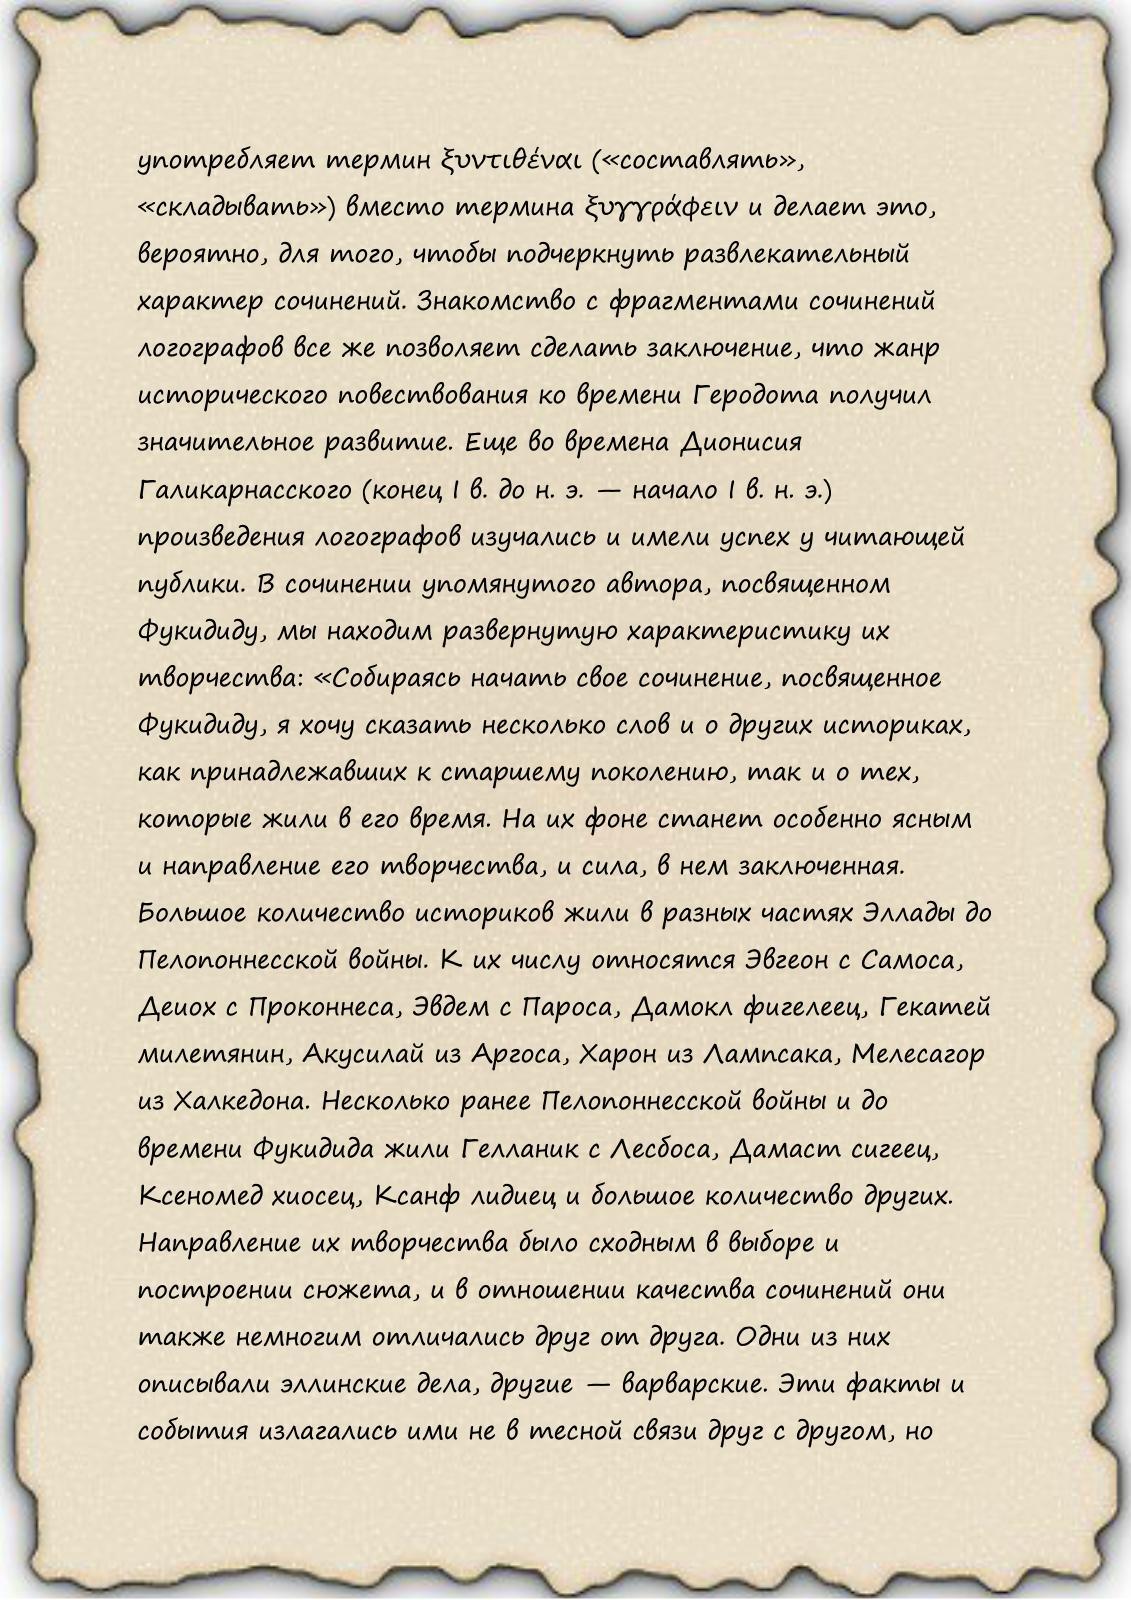 употребляет термин ξυντιθέναι («составлять»,
«складывать») вместо термина ξυγγράφειν и делает это,
вероятно, для того, чтобы подчеркнуть развлекательный
характер сочинений. Знакомство с фрагментами сочинений
логографов все же позволяет сделать заключение, что жанр
исторического повествования ко времени Геродота получил
значительное развитие. Еще во времена Дионисия
Галикарнасского (конец I в. до н. э. — начало I в. н. э.)
произведения логографов изучались и имели успех у читающей
публики. В сочинении упомянутого автора, посвященном
Фукидиду, мы находим развернутую характеристику их
творчества: «Собираясь начать свое сочинение, посвященное
Фукидиду, я хочу сказать несколько слов и о других историках,
как принадлежавших к старшему поколению, так и о тех,
которые жили в его время. На их фоне станет особенно ясным
и направление его творчества, и сила, в нем заключенная.
Большое количество историков жили в разных частях Эллады до
Пелопоннесской войны. К их числу относятся Эвгеон с Самоса,
Деиох с Проконнеса, Эвдем с Пароса, Дамокл фигелеец, Гекатей
милетянин, Акусилай из Аргоса, Харон из Лампсака, Мелесагор
из Халкедона. Несколько ранее Пелопоннесской войны и до
времени Фукидида жили Гелланик с Лесбоса, Дамаст сигеец,
Ксеномед хиосец, Ксанф лидиец и большое количество других.
Направление их творчества было сходным в выборе и
построении сюжета, и в отношении качества сочинений они
также немногим отличались друг от друга. Одни из них
описывали эллинские дела, другие — варварские. Эти факты и
события излагались ими не в тесной связи друг с другом, но